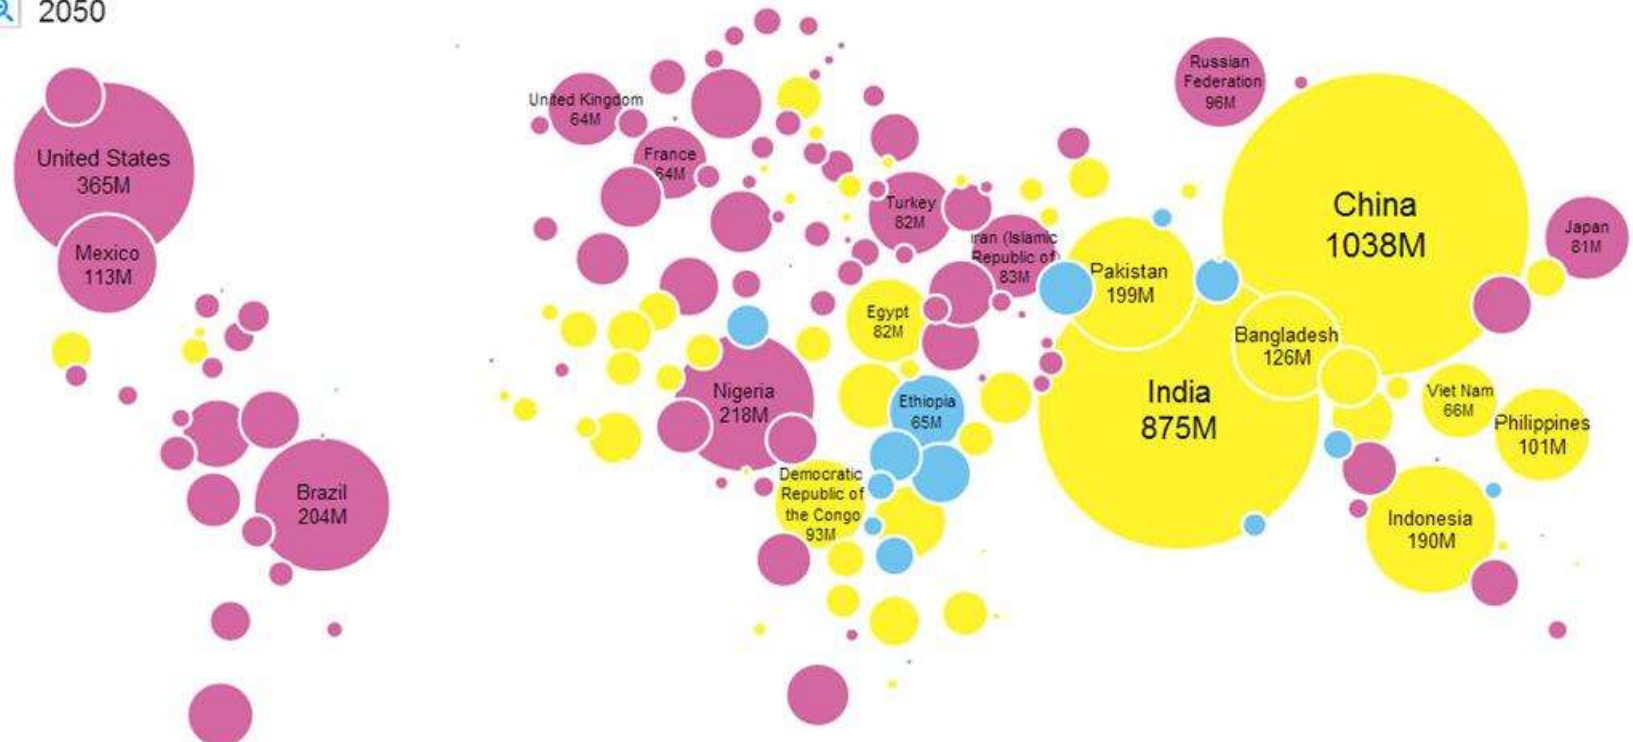 2050
United States
365M
Mexico
113M
Brazil
204M
United Kingdom
64M
France
64M
Turkey
82M
Iran (Islamic
Republic of
83M
Egypt
82M
Nigeria
218M
Ethiopia
65M
Democratic
Republic of
the Congo
93M
Russian
Federation
96M
China
1038M
Japan
81M
Pakistan
199M
Bangladesh
126M
India
875M
Viet Nam
66M
Philippines
101M
Indonesia
190M